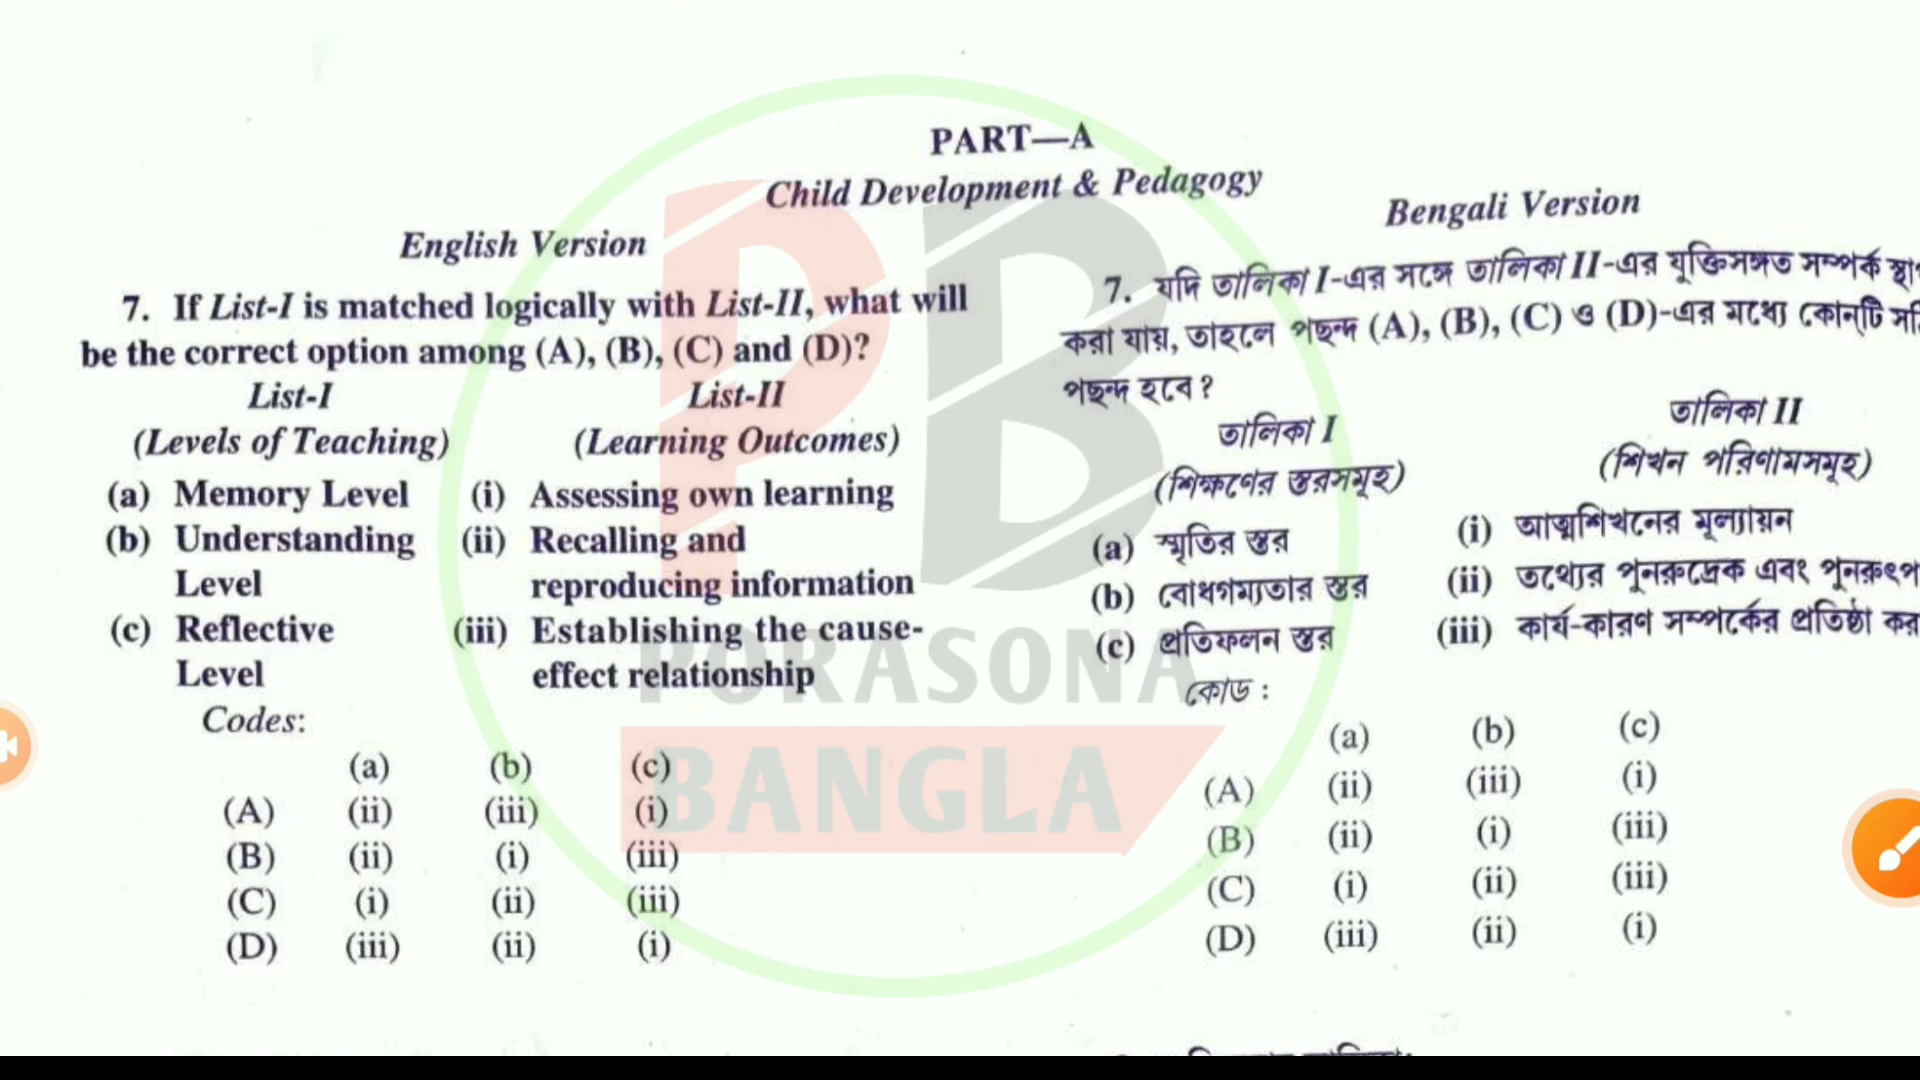 PART—A
Child Development & Pedagogy
English Version
7. If List-I is matched logically with List-II, what will
be the correct option among (A), (B), (C) and (D)?
List-I List-II
(Levels of Teaching) (Learning Outcomes)
(a) Memory Level (i) Assessing own learning
(b) Understanding (ii) Recalling and
Level reproducing information
(c) Reflective (iii) Establishing the cause-
Level effect relationship
Codes:
(a) (b) (c)
(A) (ii) (iii) (i)
(B) (ii) (i) (iii)
(C) (i) (ii) (iii)
(D) (iii) (ii) (i)
Bengali Version
7. যদি তালিকা I-এর সঙ্গে তালিকা II-এর যুক্তিসঙ্গত সম্পর্ক
করা যায়, তাহলে পছন্দ (A), (B), (C) ও (D)-এর মধ্যে কোন্‌টি
পছন্দ হবে ?
তালিকা I তালিকা II
(শিক্ষণের স্তরসমূহ) (শিখন পরিণামসমূহ)
(a) স্মৃতির স্তর (i) আত্মশিখনের মূল্যায়ন
(b) বোধগম্যতার স্তর (ii) তথ্যের পুনরুদ্রেক এবং
(c) প্রতিফলন স্তর (iii) কার্য-কারণ সম্পর্কের প্রতিষ্ঠা
কোড :
(a) (b) (c)
(A) (ii) (iii) (i)
(B) (ii) (i) (iii)
(C) (i) (ii) (iii)
(D) (iii) (ii) (i)
PB
PORASONA
BANGLA